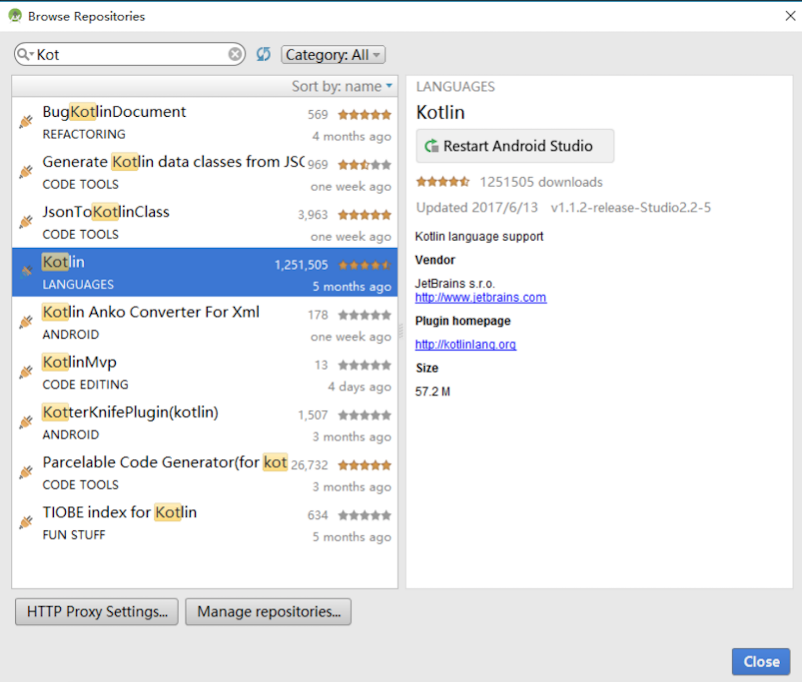 Browse Repositories
Kot
Category: All
Sort by: name
BugKotlinDocument
569
REFACTORING
4 months ago
Generate Kotlin data classes from JSO
969
CODE TOOLS
one week ago
JsonToKotlinClass
3,963
CODE TOOLS
one week ago
Kotlin
1,251,505
LANGUAGES
5 months ago
Kotlin Anko Converter For Xml
178
ANDROID
one week ago
KotlinMvp
13
CODE EDITING
4 days ago
KotterKnifePlugin(kotlin)
1,507
ANDROID
3 months ago
Parcelable Code Generator(for kot
26,732
CODE TOOLS
3 months ago
TIOBE index for Kotlin
634
FUN STUFF
5 months ago
HTTP Proxy Settings...
Manage repositories...
LANGUAGES
Kotlin
Restart Android Studio
1251505 downloads
Updated 2017/6/13 v1.1.2-release-Studio2.2-5
Kotlin language support
Vendor
JetBrains s.r.o.
http://www.jetbrains.com
Plugin homepage
http://kotlinlang.org
Size
57.2 M
Close